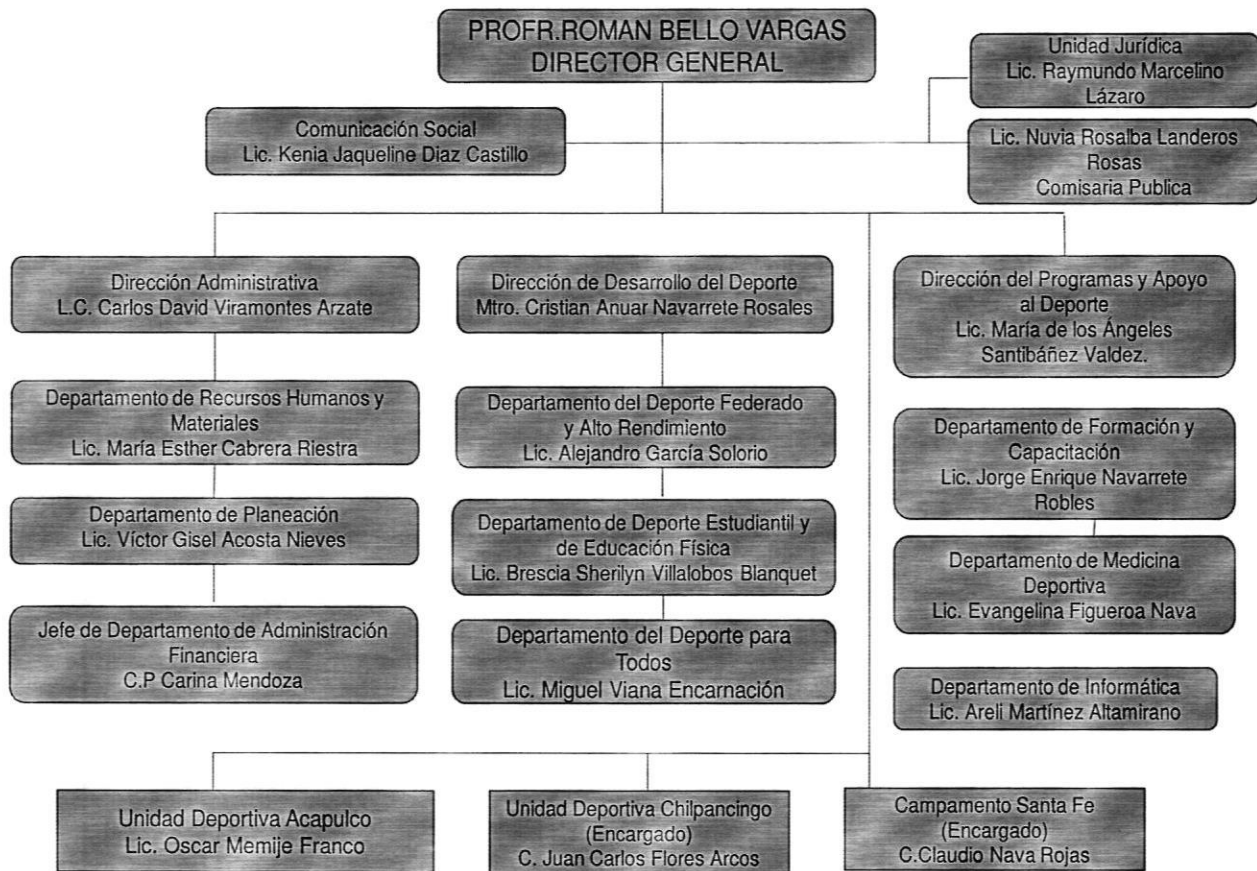 PROFR.ROMAN BELLO VARGAS
DIRECTOR GENERAL
Unidad Jurídica
Lic. Raymundo Marcelino
Lázaro
Comunicación Social
Lic. Kenia Jaqueline Diaz Castillo
Lic. Nuvia Rosalba Landeros
Rosas
Comisaria Publica
Dirección Administrativa
L.C. Carlos David Viramontes Arzate
Dirección de Desarrollo del Deporte
Mtro. Cristian Anuar Navarrete Rosales
Dirección del Programas y Apoyo
al Deporte
Lic. María de los Ángeles
Santibáñez Valdez.
Departamento de Recursos Humanos y
Materiales
Lic. María Esther Cabrera Riestra
Departamento del Deporte Federado
y Alto Rendimiento
Lic. Alejandro García Solorio
Departamento de Formación y
Capacitación
Lic. Jorge Enrique Navarrete
Robles
Departamento de Planeación
Lic. Víctor Gisel Acosta Nieves
Departamento de Deporte Estudiantil y
de Educación Física
Lic. Brescia Sherilyn Villalobos Blanquet
Departamento de Medicina
Deportiva
Lic. Evangelina Figueroa Nava
Jefe de Departamento de Administración
Financiera
C.P Carina Mendoza
Departamento del Deporte para
Todos
Lic. Miguel Viana Encarnación
Departamento de Informática
Lic. Areli Martínez Altamirano
Unidad Deportiva Acapulco
Lic. Oscar Memije Franco
Unidad Deportiva Chilpancingo
(Encargado)
C. Juan Carlos Flores Arcos
Campamento Santa Fe
(Encargado)
C.Claudio Nava Rojas